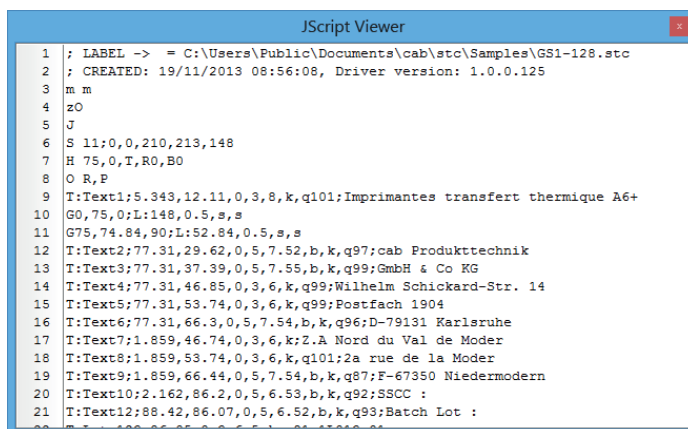 JScript Viewer
x
1 ; LABEL -> = C:\Users\Public\Documents\cab\stc\Samples\GS1-128.stc
2 ; CREATED: 19/11/2013 08:56:08, Driver version: 1.0.0.125
3 m m
4 zO
5 J
6 S l1;0,0,210,213,148
7 H 75,0,T,R0,B0
8 O R,P
9 T:Text1;5.343,12.11,0,3,8,k,q101;Imprimantes transfert thermique A6+
10 G0,75,0;L:148,0.5,s,s
11 G75,74.84,90;L:52.84,0.5,s,s
12 T:Text2;77.31,29.62,0,5,7.52,b,k,q97;cab Produkttechnik
13 T:Text3;77.31,37.39,0,5,7.55,b,k,q99;GmbH & Co KG
14 T:Text4;77.31,46.85,0,3,6,k,q99;Wilhelm Schickard-Str. 14
15 T:Text5;77.31,53.74,0,3,6,k,q99;Postfach 1904
16 T:Text6;77.31,66.3,0,5,7.54,b,k,q96;D-79131 Karlsruhe
17 T:Text7;1.859,46.74,0,3,6,k;Z.A Nord du Val de Moder
18 T:Text8;1.859,53.74,0,3,6,k,q101;2a rue de la Moder
19 T:Text9;1.859,66.44,0,5,7.54,b,k,q87;F-67350 Niedermodern
20 T:Text10;2.162,86.2,0,5,6.53,b,k,q92;SSCC :
21 T:Text12;88.42,86.07,0,5,6.52,b,k,q93;Batch Lot :